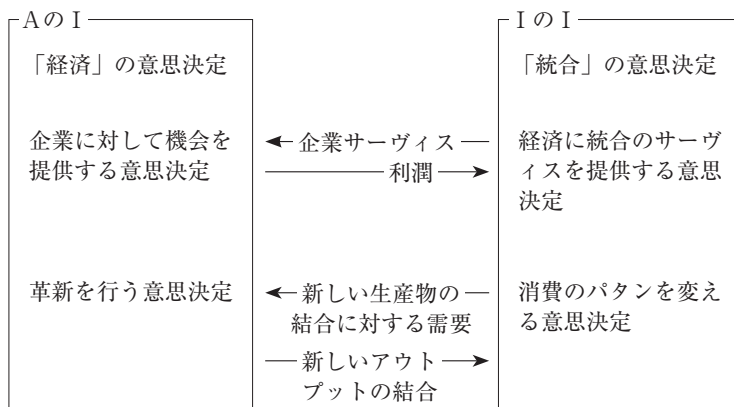 AのI
「経済」の意思決定
企業に対して機会を
提供する意思決定
革新を行う意思決定
企業サーヴィス
利潤
新しい生産物の
結合に対する需要
新しいアウト
プットの結合
IのI
「統合」の意思決定
経済に統合のサーヴ
ィスを提供する意思
決定
消費のパタンを変え
る意思決定